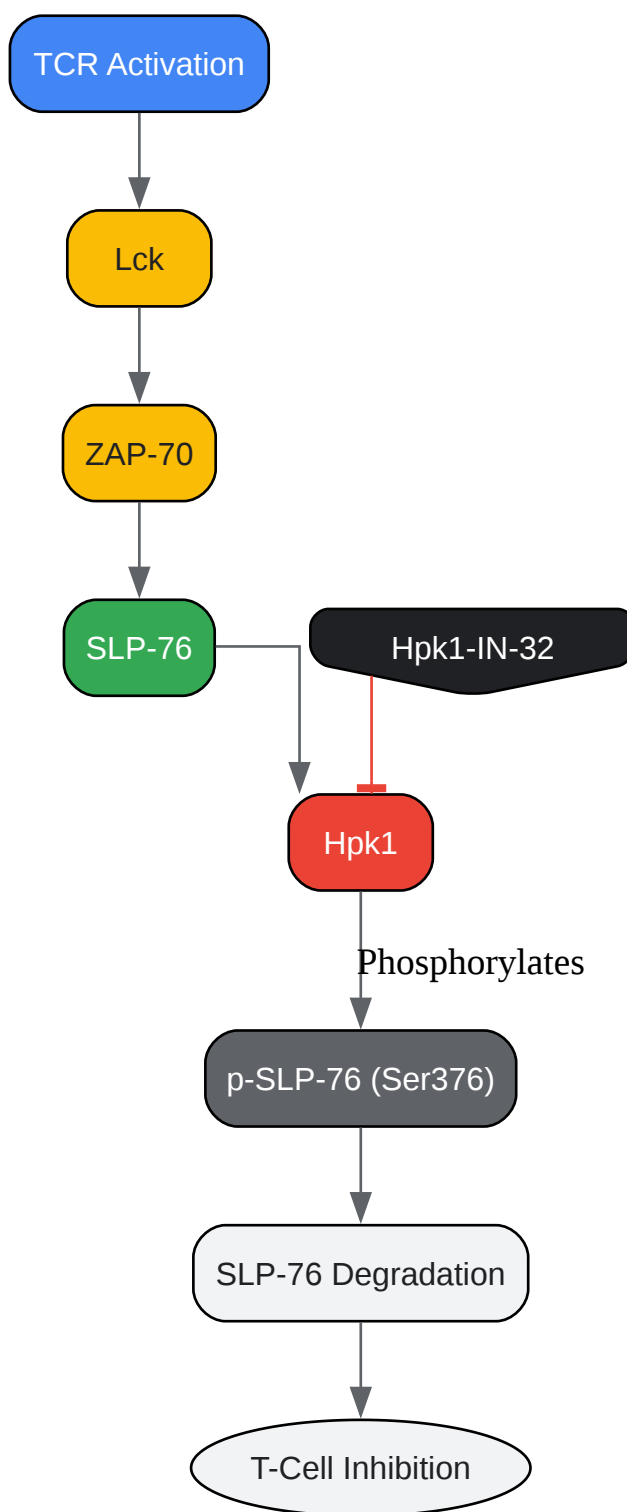 TCR Activation
Lck
ZAP-70
SLP-76
Hpk1-IN-32
Hpk1
Phosphorylates
p-SLP-76 (Ser376)
SLP-76 Degradation
T-Cell Inhibition